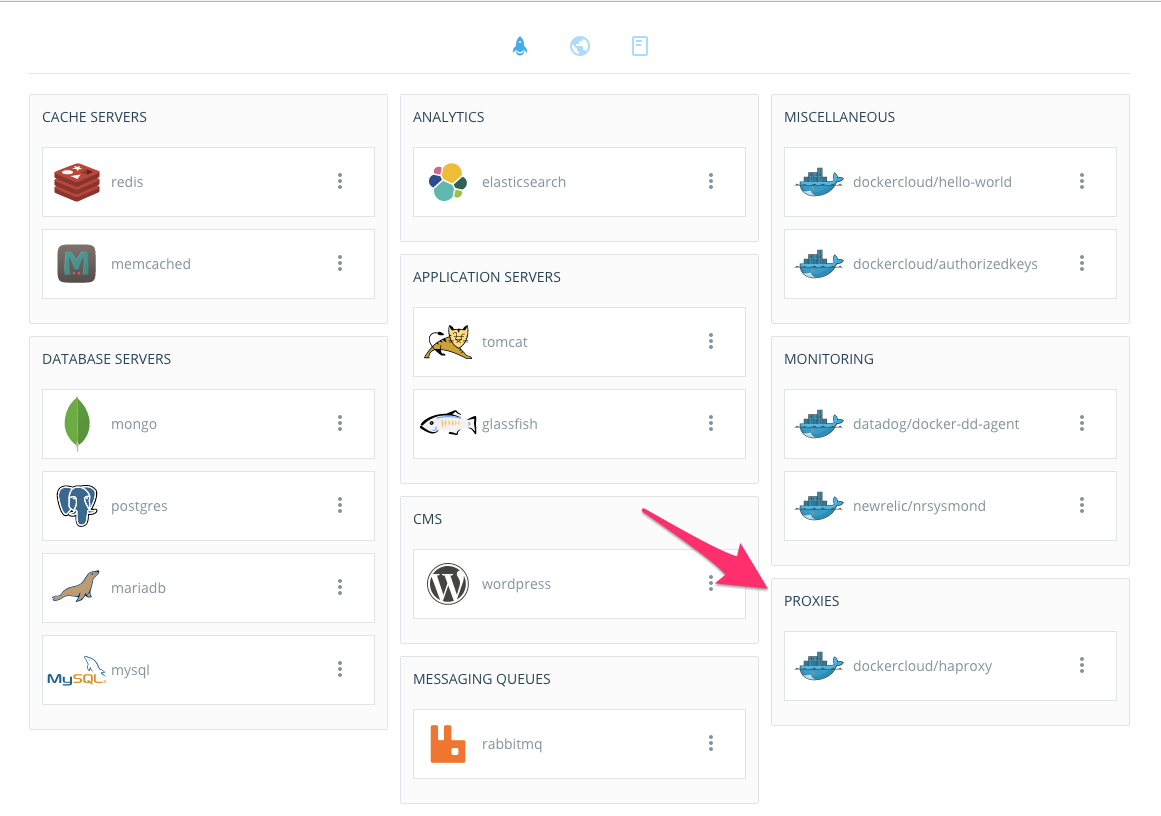 CACHE SERVERS
redis
memcached
DATABASE SERVERS
mongo
postgres
mariadb
MySQL
mysql
ANALYTICS
elasticsearch
APPLICATION SERVERS
tomcat
glassfish
CMS
wordpress
MESSAGING QUEUES
rabbitmq
MISCELLANEOUS
dockercloud/hello-world
dockercloud/authorizedkeys
MONITORING
datadog/docker-dd-agent
newrelic/nrsysmond
PROXIES
dockercloud/haproxy